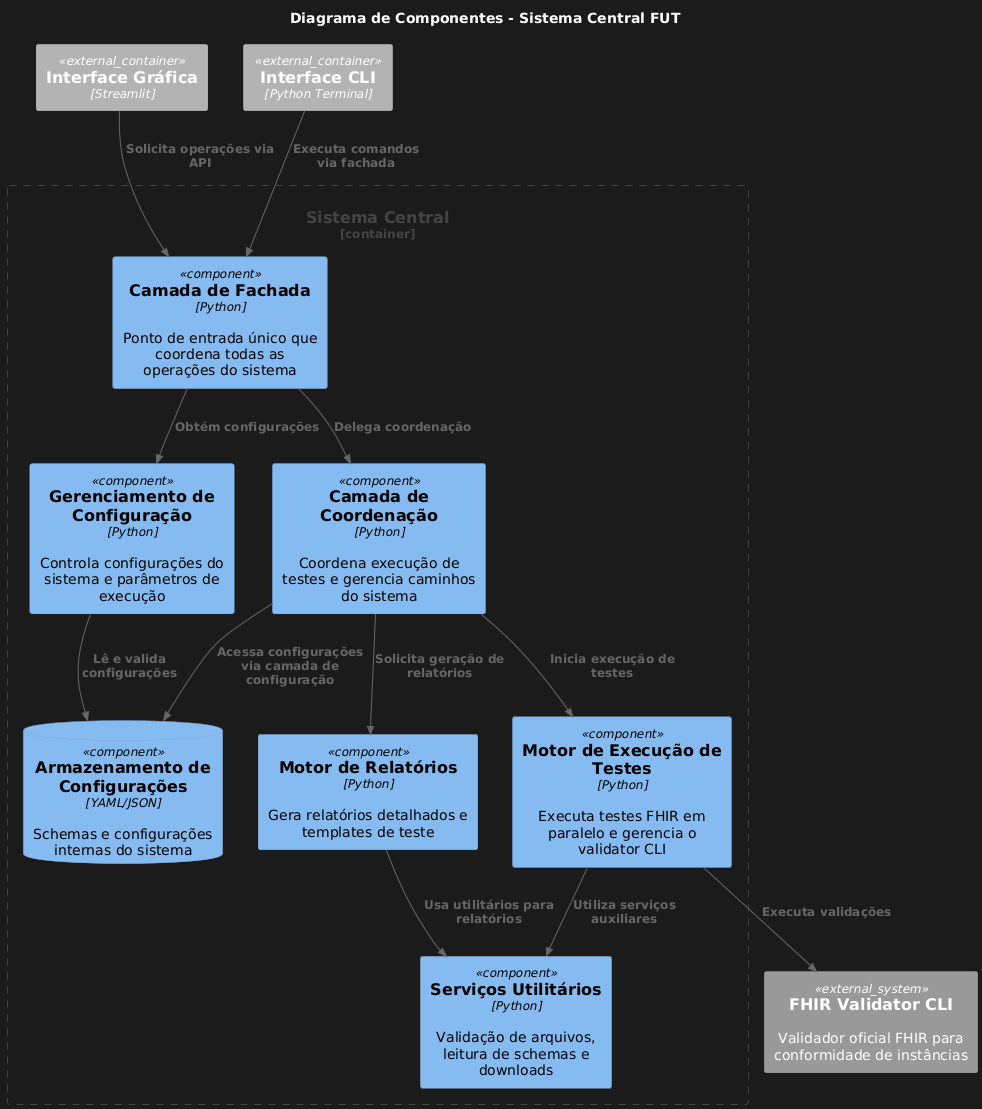 Diagrama de Componentes - Sistema Central FUT
«external_container»
Interface Gráfica
[Streamlit]
«external_container»
Interface CLI
[Python Terminal]
Solicita operações via
API
Executa comandos
via fachada
Sistema Central
[container]
«component»
Camada de Fachada
[Python]
Ponto de entrada único que
coordena todas as
operações do sistema
Obtém configurações
Delega coordenação
«component»
Gerenciamento de
Configuração
[Python]
Controla configurações do
sistema e parâmetros de
execução
«component»
Camada de
Coordenação
[Python]
Coordena execução de
testes e gerencia caminhos
do sistema
Lê e valida
configurações
Acessa configurações
via camada de
configuração
Solicita geração de
relatórios
Inicia execução de
testes
«component»
Armazenamento de
Configurações
[YAML/JSON]
Schemas e configurações
internas do sistema
«component»
Motor de Relatórios
[Python]
Gera relatórios detalhados e
templates de teste
«component»
Motor de Execução de
Testes
[Python]
Executa testes FHIR em
paralelo e gerencia o
validator CLI
Usa utilitários para
relatórios
Utiliza serviços
auxiliares
Executa validações
«component»
Serviços Utilitários
[Python]
Validação de arquivos,
leitura de schemas e
downloads
«external_system»
FHIR Validator CLI
Validador oficial FHIR para
conformidade de instâncias